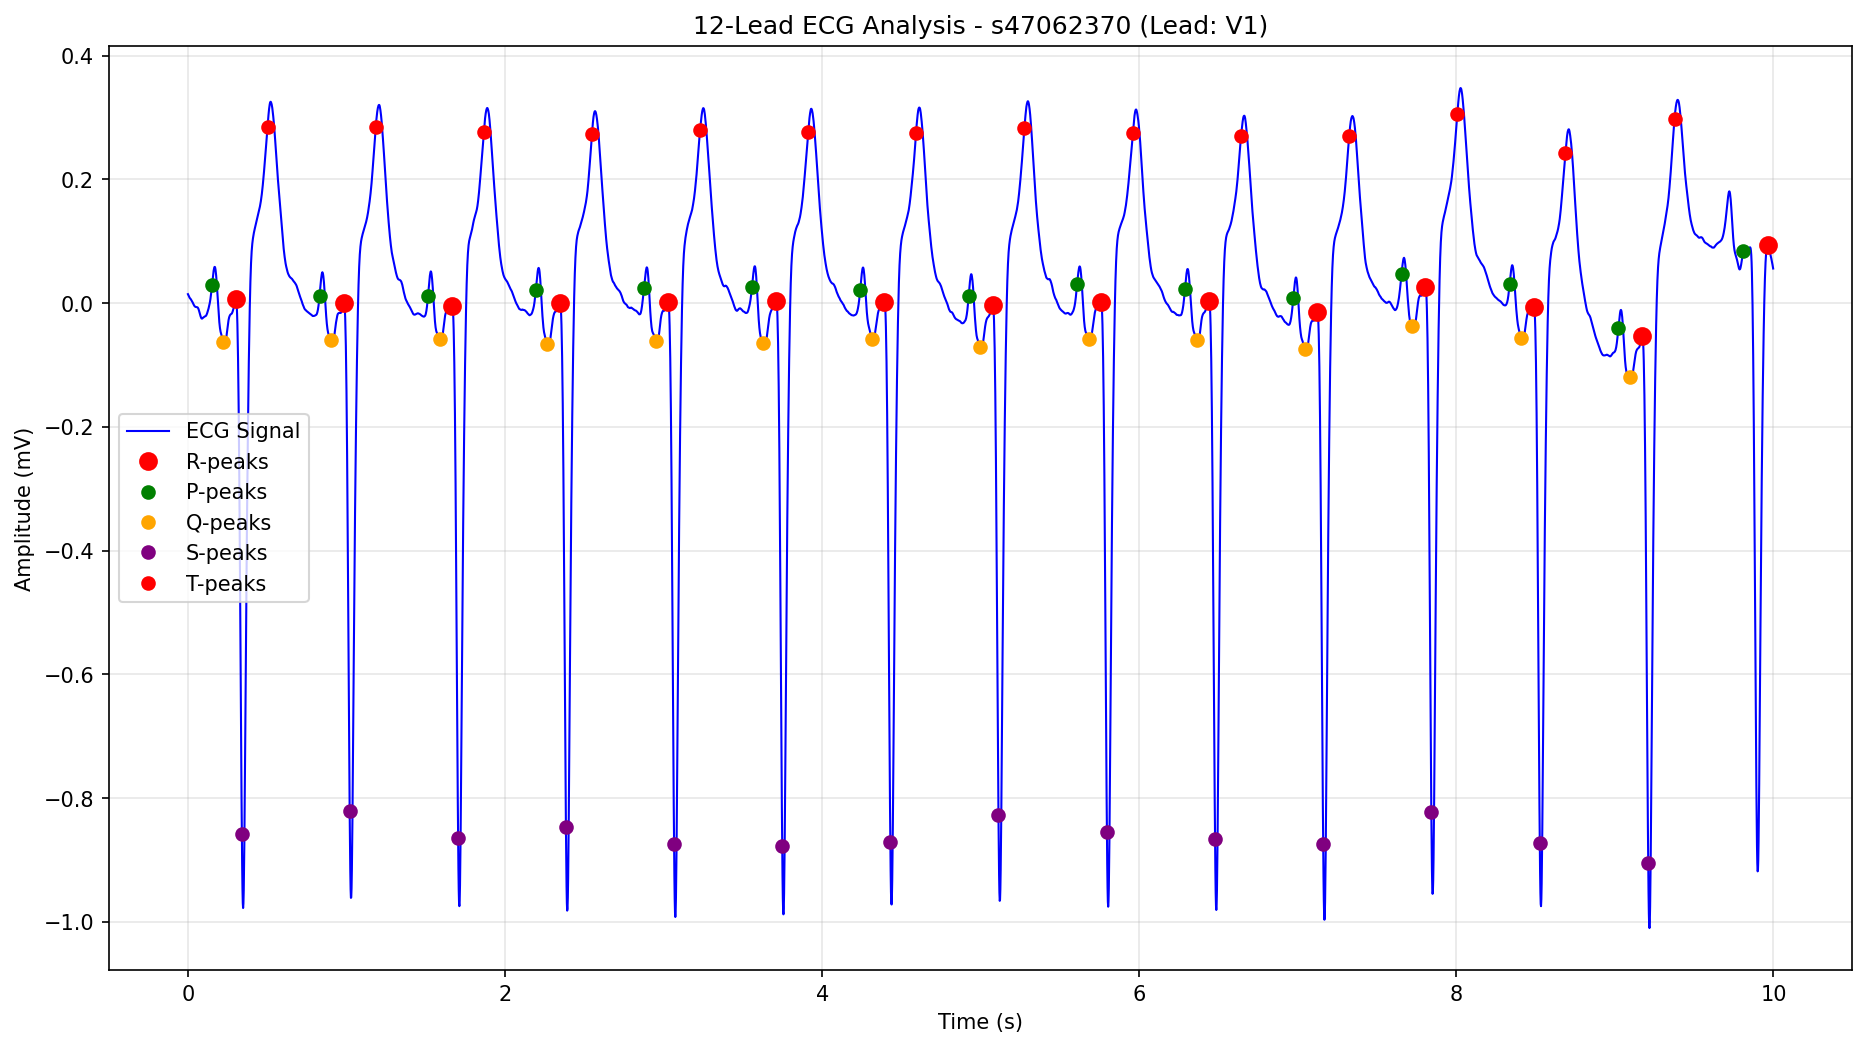 12-Lead ECG Analysis - s47062370 (Lead: V1)
0.4
0.2
0.0
−0.2
−0.4
−0.6
−0.8
−1.0
Amplitude (mV)
ECG Signal
R-peaks
P-peaks
Q-peaks
S-peaks
T-peaks
0 2 4 6 8 10
Time (s)